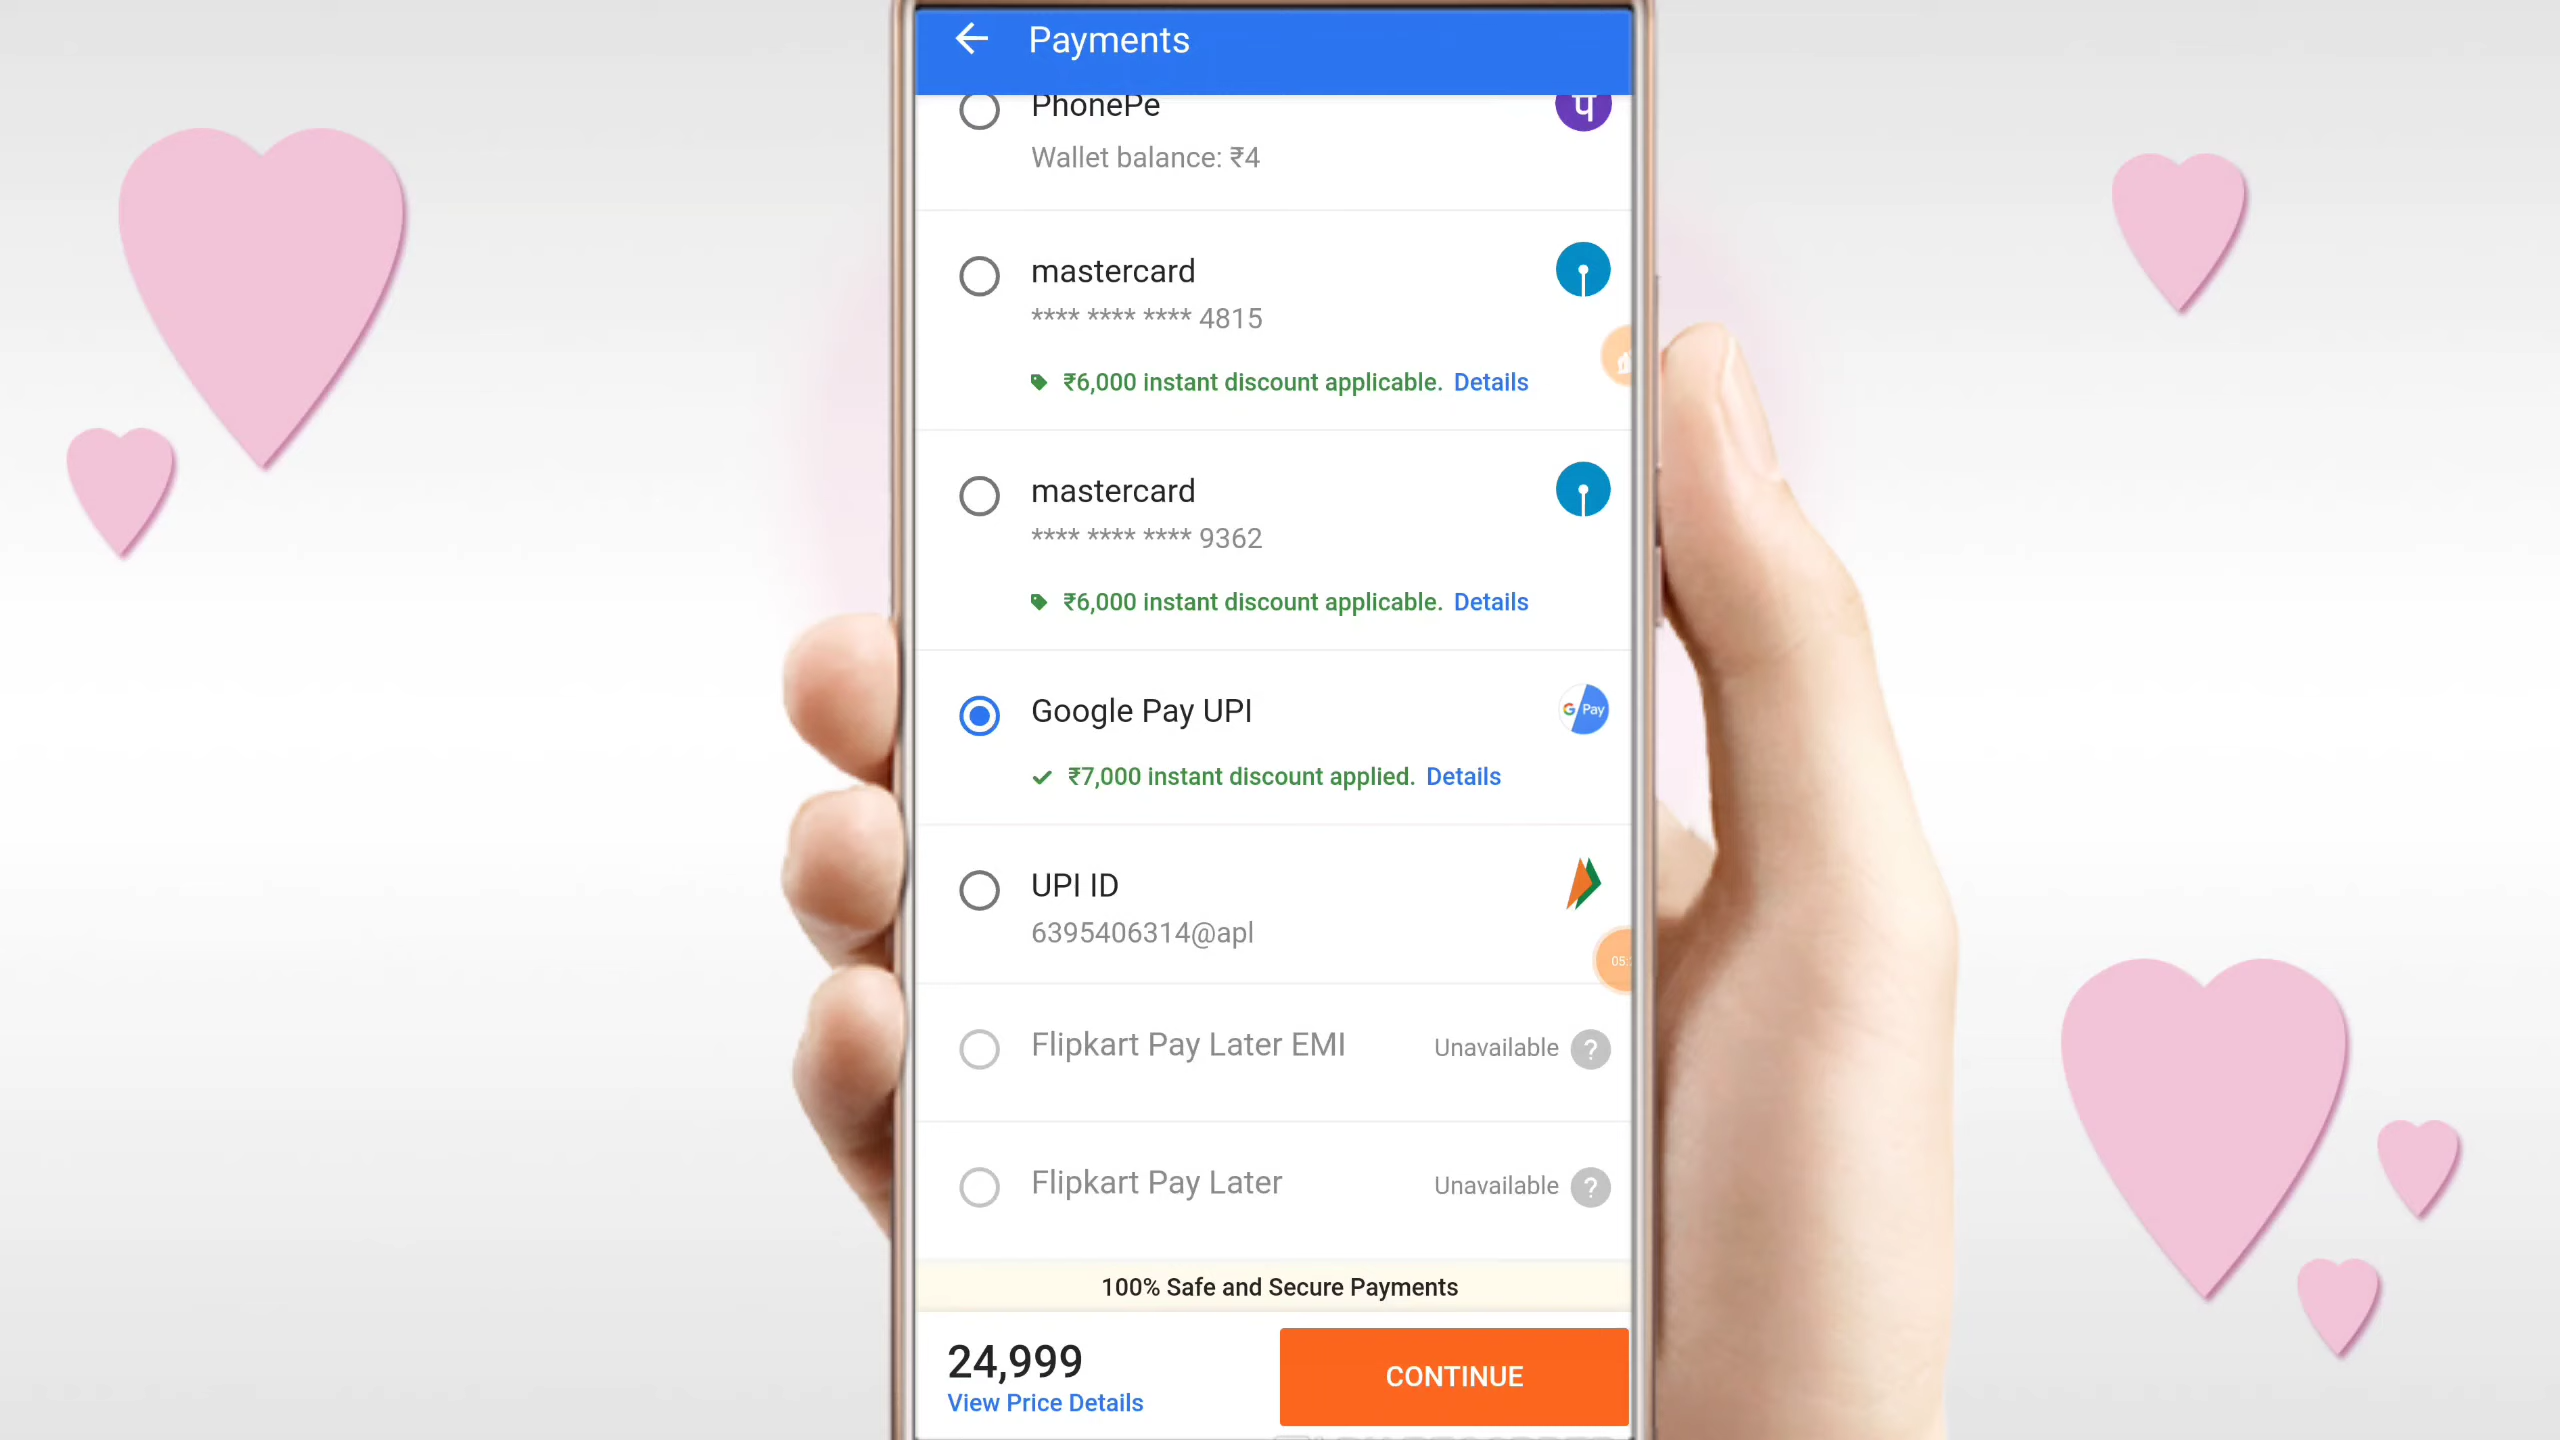 Payments
PhonePe
पे
Wallet balance: ₹4
mastercard
**** **** **** 4815
₹6,000 instant discount applicable. Details
mastercard
**** **** **** 9362
₹6,000 instant discount applicable. Details
Google Pay UPI
G Pay
₹7,000 instant discount applied. Details
UPI ID
6395406314@apl
05:
Flipkart Pay Later EMI
Unavailable ?
Flipkart Pay Later
Unavailable ?
100% Safe and Secure Payments
24,999
View Price Details
CONTINUE